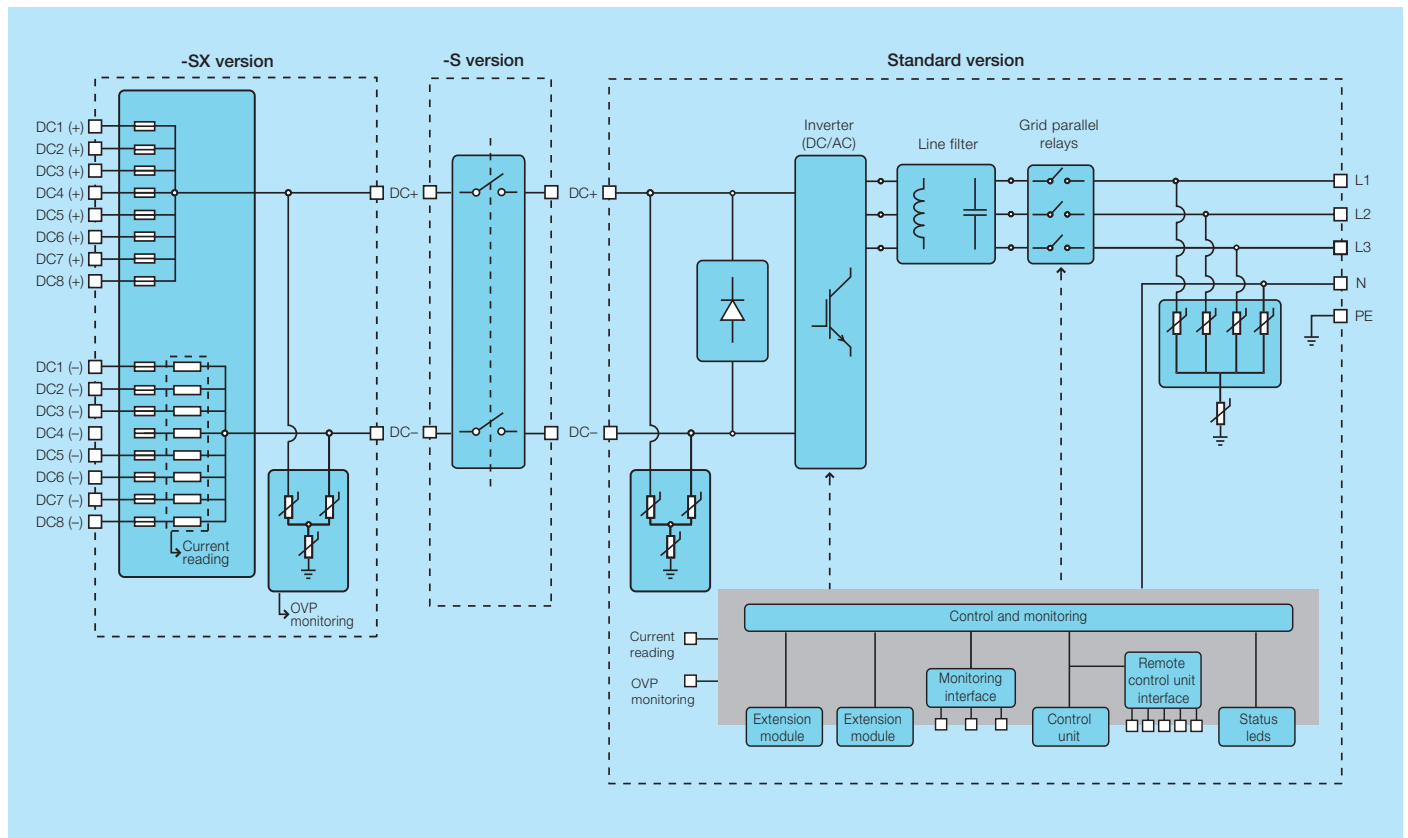 -SX version
-S version
Standard version
DC1 (+)
DC2 (+)
DC3 (+)
DC4 (+)
DC5 (+)
DC6 (+)
DC7 (+)
DC8 (+)
DC1 (–)
DC2 (–)
DC3 (–)
DC4 (–)
DC5 (–)
DC6 (–)
DC7 (–)
DC8 (–)
Current
reading
OVP
monitoring
DC+
DC–
DC+
DC–
Inverter
(DC/AC)
Line filter
Grid parallel
relays
L1
L2
L3
N
PE
Current
reading
OVP
monitoring
Control and monitoring
Extension
module
Extension
module
Monitoring
interface
Control
unit
Remote
control unit
interface
Status
leds